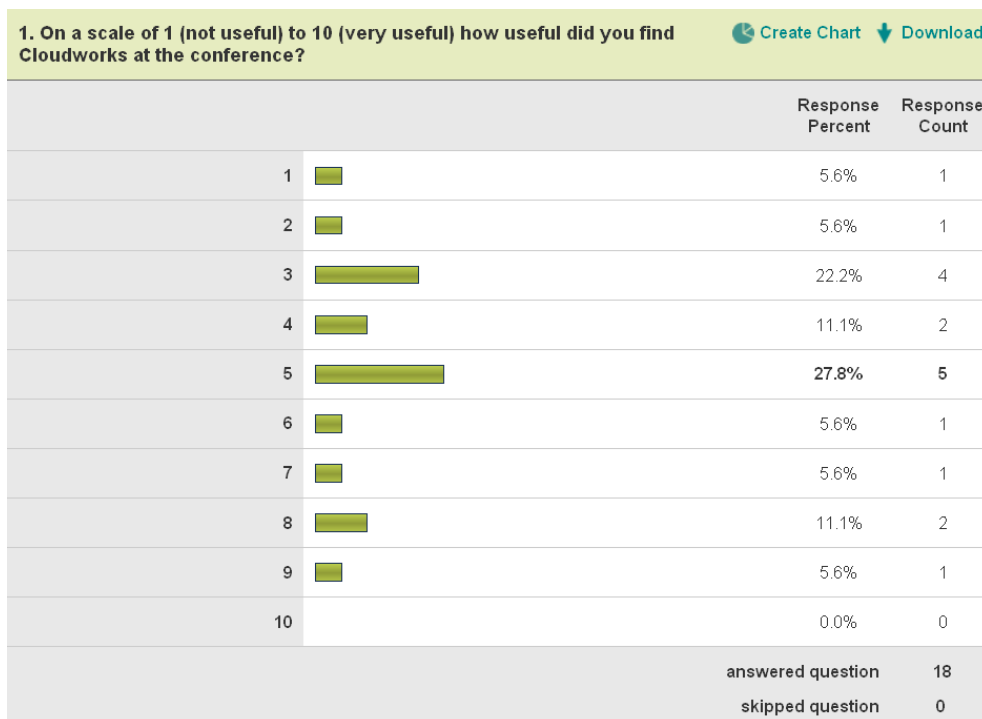 1. On a scale of 1 (not useful) to 10 (very useful) how useful did you find
Cloudworks at the conference?
Create Chart Download
Response Percent Response Count
1 5.6% 1
2 5.6% 1
3 22.2% 4
4 11.1% 2
5 27.8% 5
6 5.6% 1
7 5.6% 1
8 11.1% 2
9 5.6% 1
10 0.0% 0
answered question 18
skipped question 0